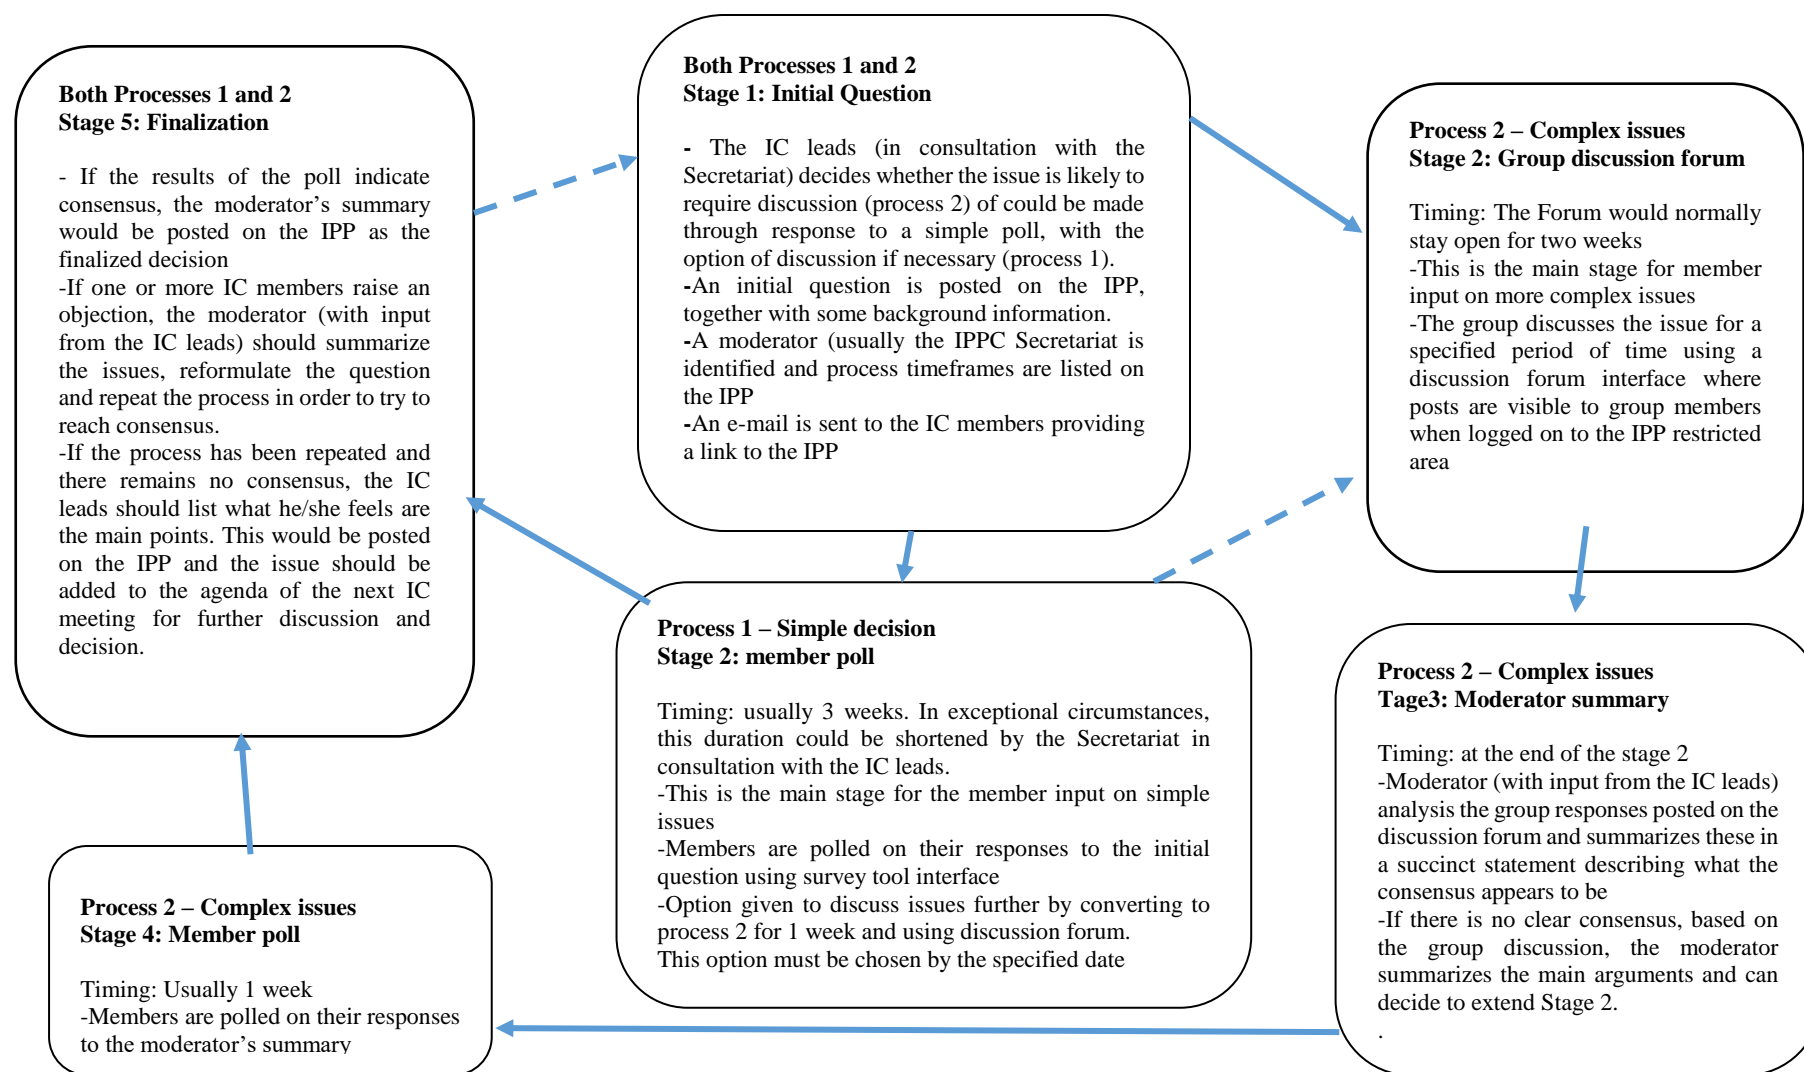 Both Processes 1 and 2
Stage 5: Finalization
- If the results of the poll indicate
consensus, the moderator’s summary
would be posted on the IPP as the
finalized decision
-If one or more IC members raise an
objection, the moderator (with input
from the IC leads) should summarize
the issues, reformulate the question
and repeat the process in order to try to
reach consensus.
-If the process has been repeated and
there remains no consensus, the IC
leads should list what he/she feels are
the main points. This would be posted
on the IPP and the issue should be
added to the agenda of the next IC
meeting for further discussion and
decision.
Both Processes 1 and 2
Stage 1: Initial Question
- The IC leads (in consultation with the
Secretariat) decides whether the issue is likely to
require discussion (process 2) of could be made
through response to a simple poll, with the
option of discussion if necessary (process 1).
-An initial question is posted on the IPP,
together with some background information.
-A moderator (usually the IPPC Secretariat is
identified and process timeframes are listed on
the IPP
-An e-mail is sent to the IC members providing
a link to the IPP
Process 2 – Complex issues
Stage 2: Group discussion forum
Timing: The Forum would normally
stay open for two weeks
-This is the main stage for member
input on more complex issues
-The group discusses the issue for a
specified period of time using a
discussion forum interface where
posts are visible to group members
when logged on to the IPP restricted
area
Process 1 – Simple decision
Stage 2: member poll
Timing: usually 3 weeks. In exceptional circumstances,
this duration could be shortened by the Secretariat in
consultation with the IC leads.
-This is the main stage for the member input on simple
issues
-Members are polled on their responses to the initial
question using survey tool interface
-Option given to discuss issues further by converting to
process 2 for 1 week and using discussion forum.
This option must be chosen by the specified date
Process 2 – Complex issues
Tage3: Moderator summary
Timing: at the end of the stage 2
-Moderator (with input from the IC leads)
analysis the group responses posted on the
discussion forum and summarizes these in
a succinct statement describing what the
consensus appears to be
-If there is no clear consensus, based on
the group discussion, the moderator
summarizes the main arguments and can
decide to extend Stage 2.
.
Process 2 – Complex issues
Stage 4: Member poll
Timing: Usually 1 week
-Members are polled on their responses
to the moderator’s summary